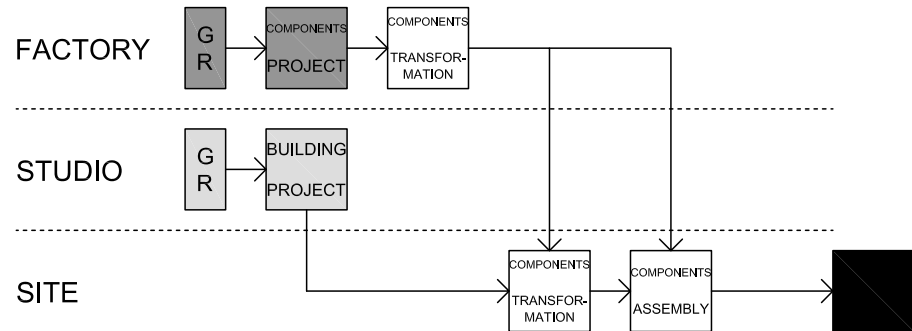 FACTORY
G
R
COMPONENTS
PROJECT
COMPONENTS
TRANSFOR-
MATION
STUDIO
G
R
BUILDING
PROJECT
SITE
COMPONENTS
TRANSFOR-
MATION
COMPONENTS
ASSEMBLY